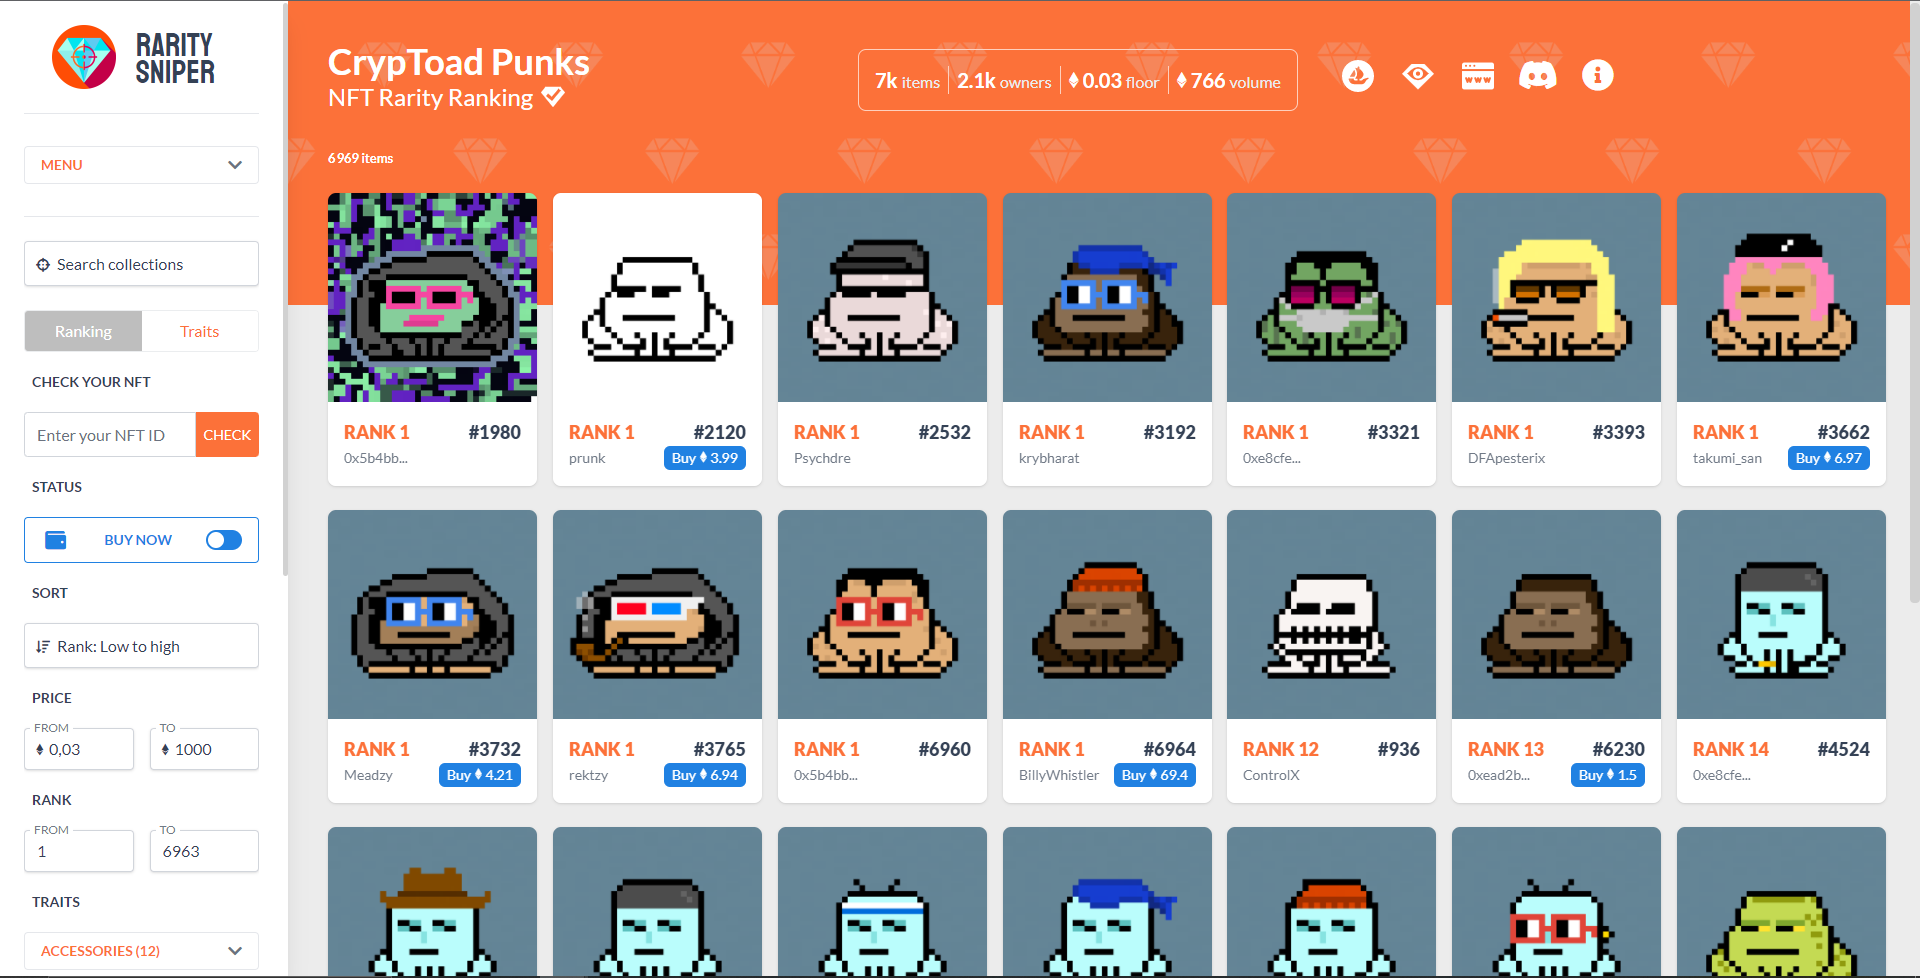 RARITY
SNIPER
MENU
Search collections
Ranking
Traits
CHECK YOUR NFT
Enter your NFT ID
CHECK
STATUS
BUY NOW
SORT
Rank: Low to high
PRICE
FROM
0,03
TO
1000
RANK
FROM
1
TO
6963
TRAITS
ACCESSORIES (12)
CrypToad Punks
NFT Rarity Ranking
7k items
2.1k owners
0.03 floor
766 volume
WWW
6 969 items
RANK 1 #1980
0x5b4bb...
RANK 1 #2120
prunk Buy 3.99
RANK 1 #2532
Psychdre
RANK 1 #3192
krybharat
RANK 1 #3321
0xe8cfe...
RANK 1 #3393
DFApesterix
RANK 1 #3662
takumi_san Buy 6.97
RANK 1 #3732
Meadzy Buy 4.21
RANK 1 #3765
rektzy Buy 6.94
RANK 1 #6960
0x5b4bb...
RANK 1 #6964
BillyWhistler Buy 69.4
RANK 12 #936
ControlX
RANK 13 #6230
0xead2b... Buy 1.5
RANK 14 #4524
0xe8cfe...